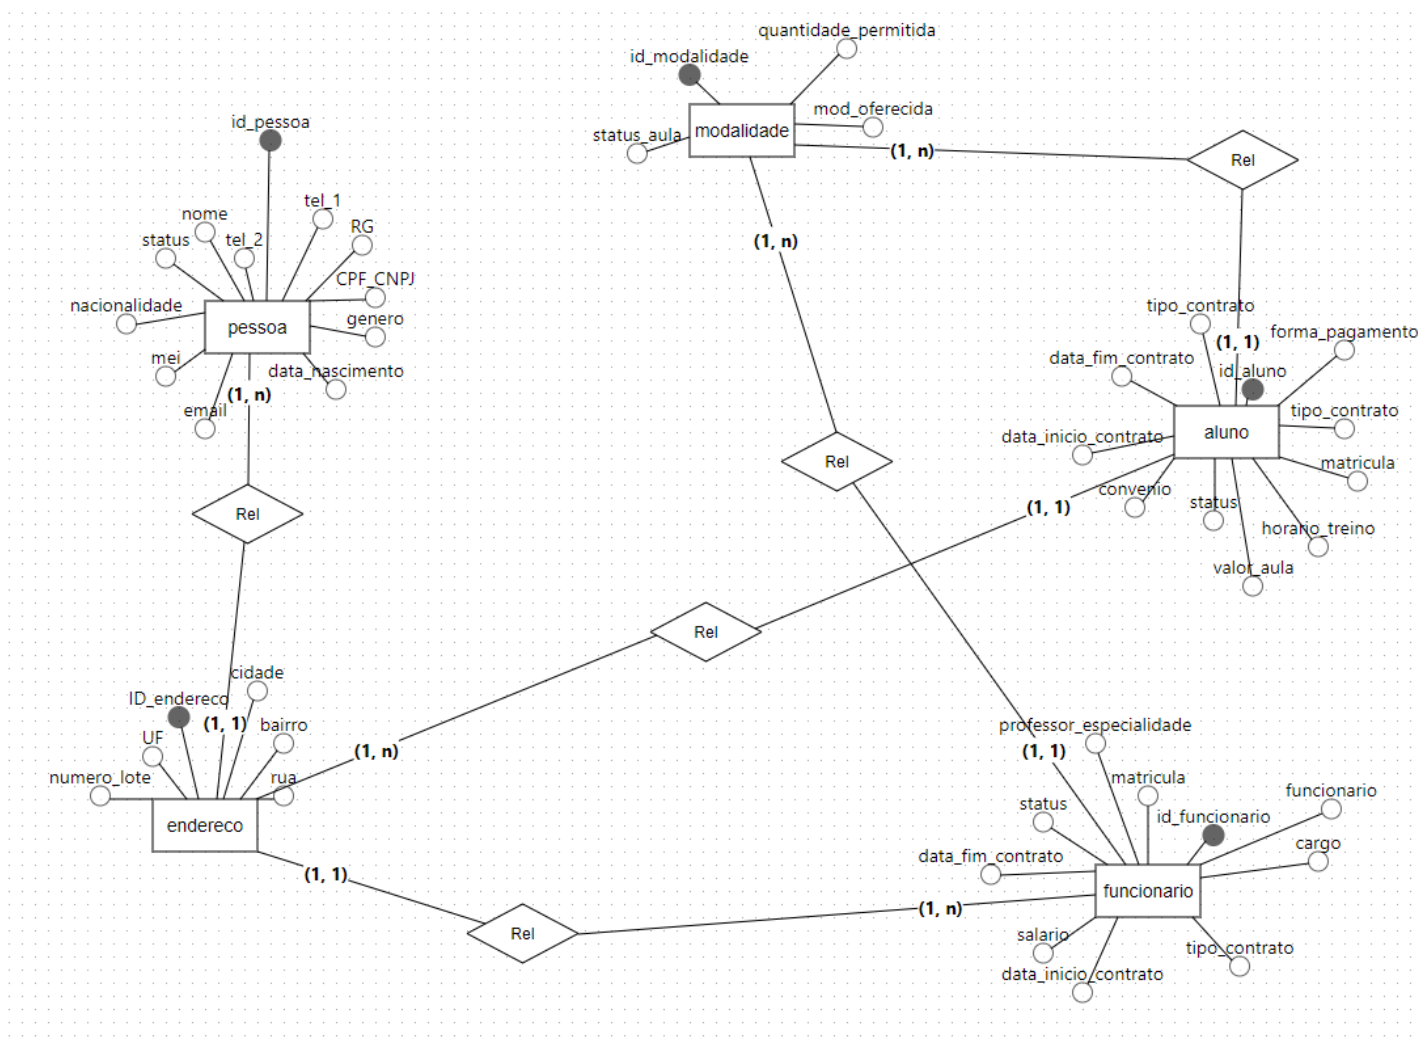 quantidade_permitida
id_modalidade
mod_oferecida
status_aula
modalidade
(1, n)
Rel
(1, n)
id_pessoa
tel_1
nome
RG
status
tel_2
CPF_CNPJ
nacionalidade
genero
pessoa
mei
data_nascimento
(1, n)
email
Rel
tipo_contrato
forma_pagamento
(1, 1)
data_fim_contrato
id_aluno
tipo_contrato
aluno
data_inicio_contrato
matricula
convenio
status
(1, 1)
horario_treino
valor_aula
Rel
Rel
cidade
ID_endereco
(1, 1)
bairro
UF
(1, n)
numero_lote
rua
endereco
(1, 1)
Rel
(1, n)
professor_especialidade
(1, 1)
matricula
funcionario
status
id_funcionario
cargo
data_fim_contrato
funcionario
salario
tipo_contrato
data_inicio_contrato